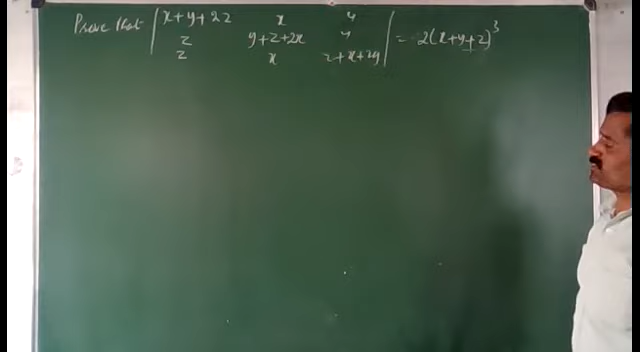 Prove that | x+y+2z x y |
| z y+z+2x y | = 2(x+y+z)³
| z x z+x+2y |